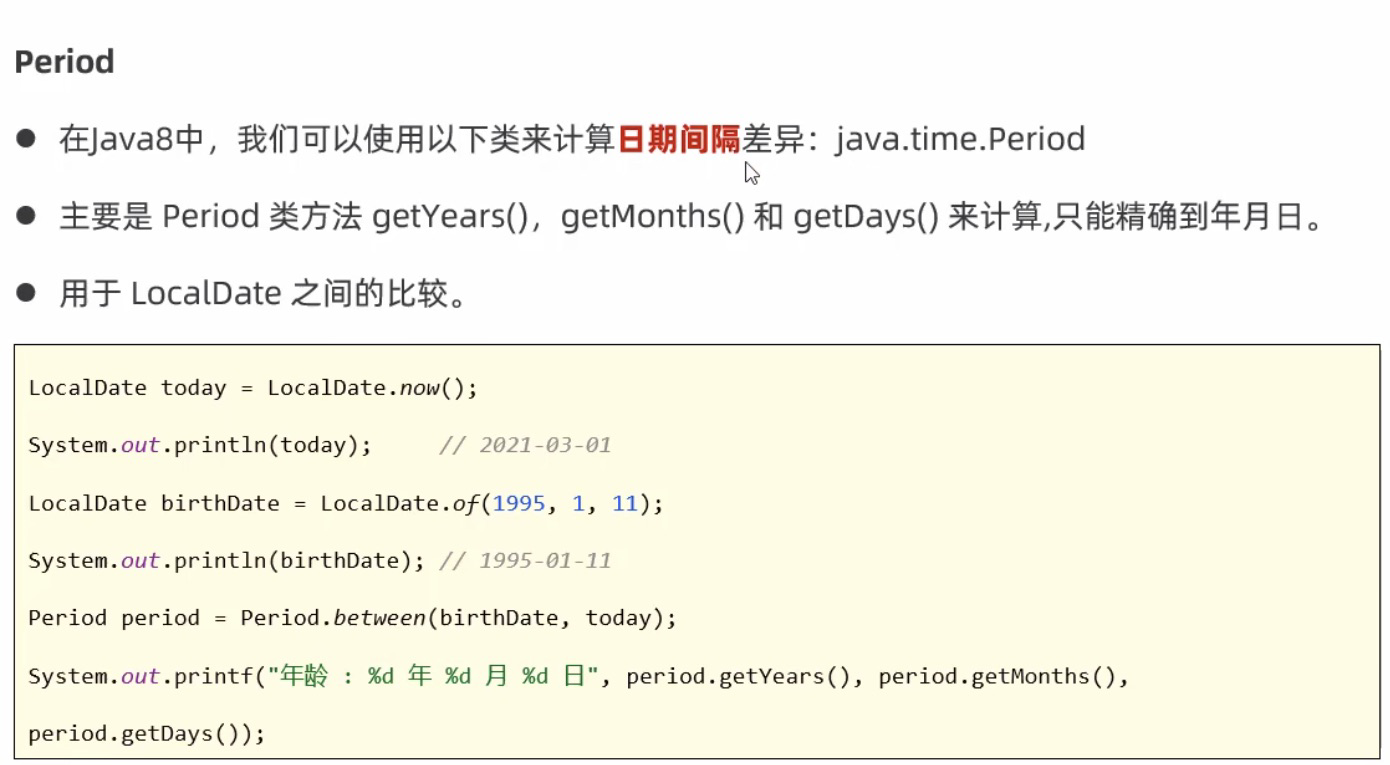 Period
● 在Java8中，我们可以使用以下类来计算日期间隔差异：java.time.Period
● 主要是 Period 类方法 getYears()，getMonths() 和 getDays() 来计算,只能精确到年月日。
● 用于 LocalDate 之间的比较。
LocalDate today = LocalDate.now();
System.out.println(today);     // 2021-03-01
LocalDate birthDate = LocalDate.of(1995, 1, 11);
System.out.println(birthDate); // 1995-01-11
Period period = Period.between(birthDate, today);
System.out.printf("年龄 : %d 年 %d 月 %d 日", period.getYears(), period.getMonths(),
period.getDays());